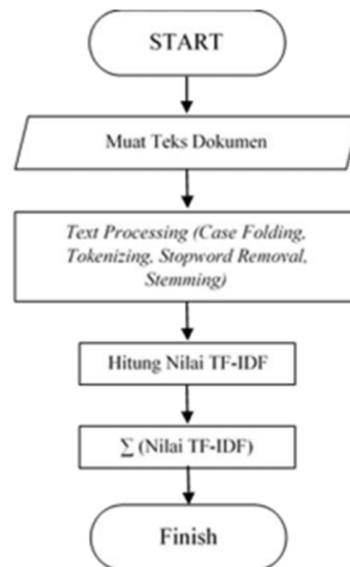 START
Muat Teks Dokumen
Text Processing (Case Folding,
Tokenizing, Stopword Removal,
Stemming)
Hitung Nilai TF-IDF
∑ (Nilai TF-IDF)
Finish